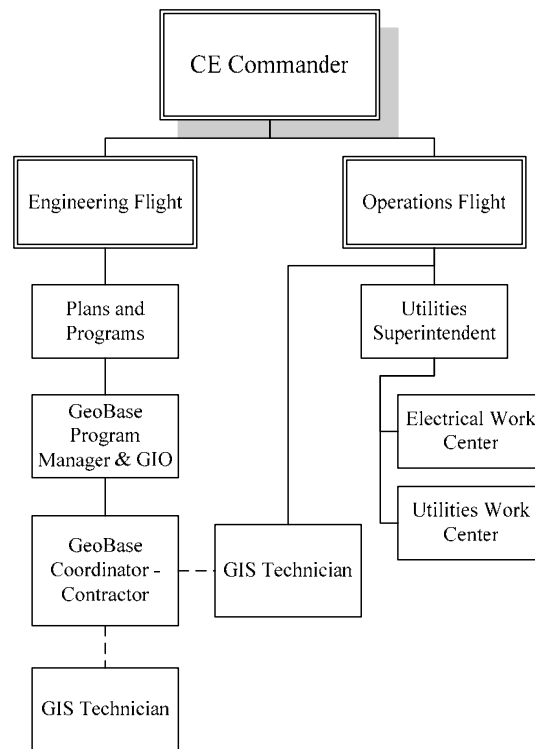 CE Commander
Engineering Flight
Operations Flight
Plans and
Programs
Utilities
Superintendent
GeoBase
Program
Manager & GIO
Electrical Work
Center
Utilities Work
Center
GeoBase
Coordinator -
Contractor
GIS Technician
GIS Technician